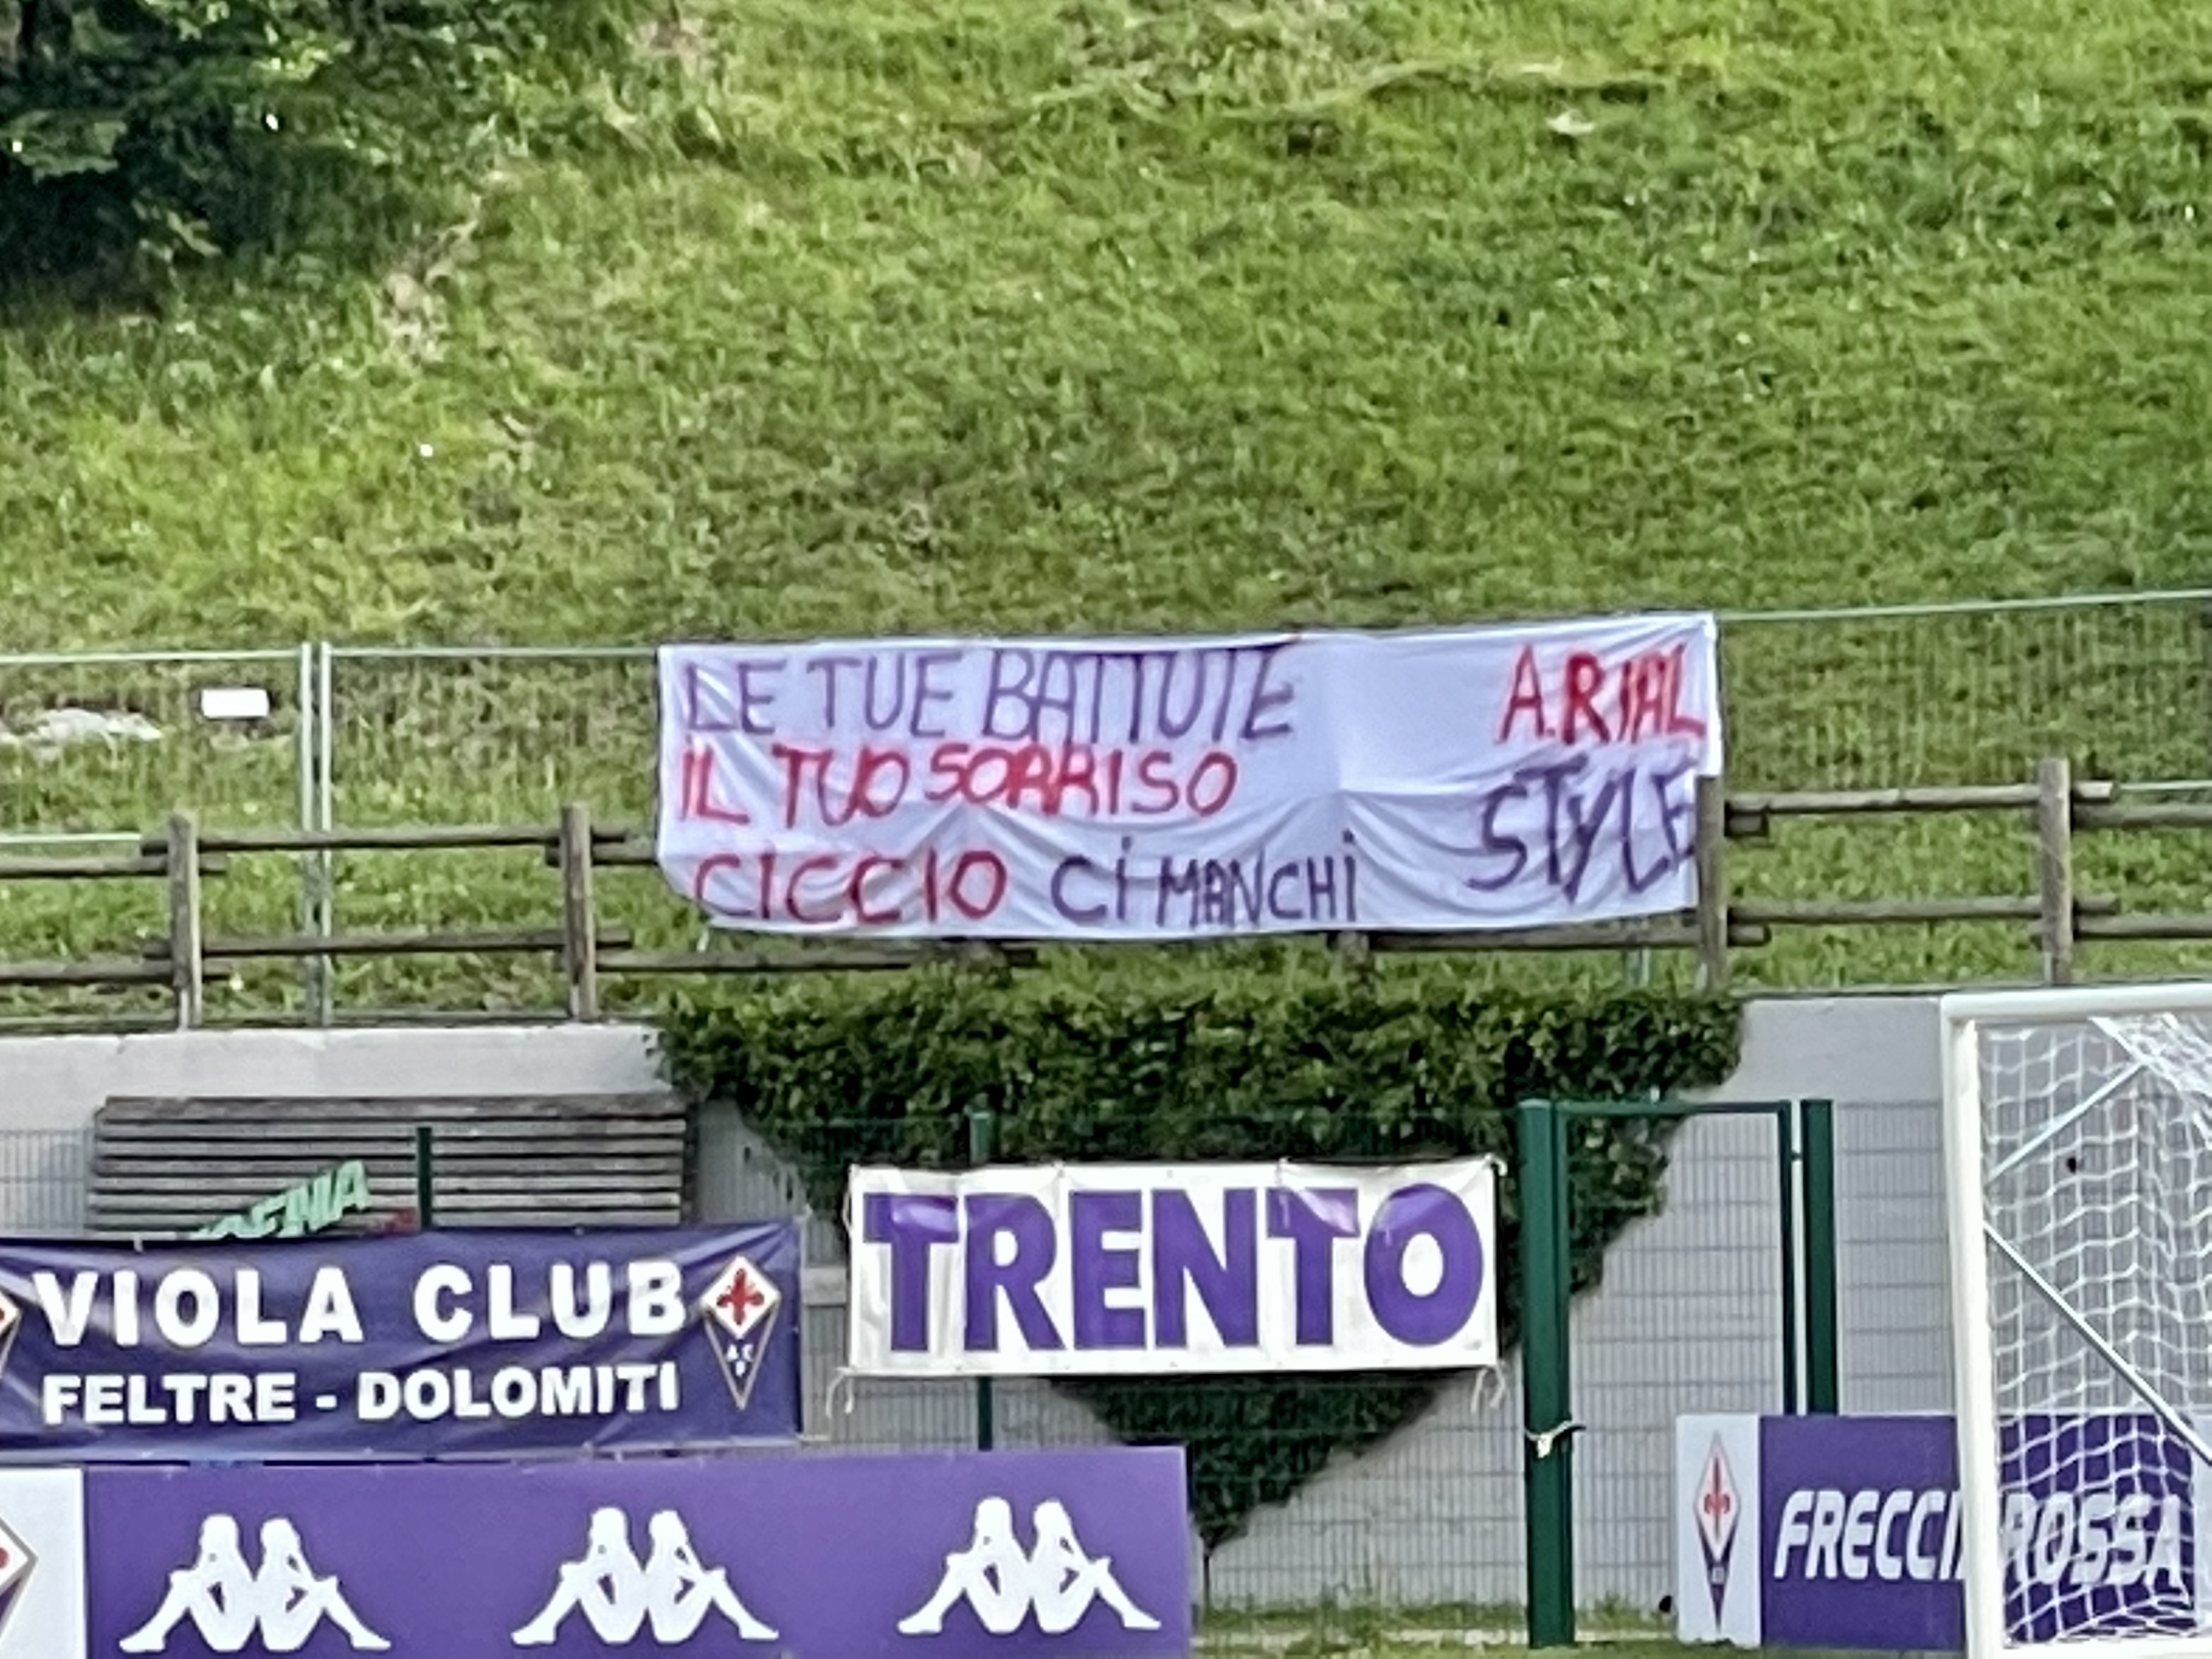 LE TUE BATTUTE
IL TUO SORRISO
CICCIO CI MANCHI
A.RIAL
STYLE
TRENTO
VIOLA CLUB
FELTRE - DOLOMITI
FRECCIAROSSA